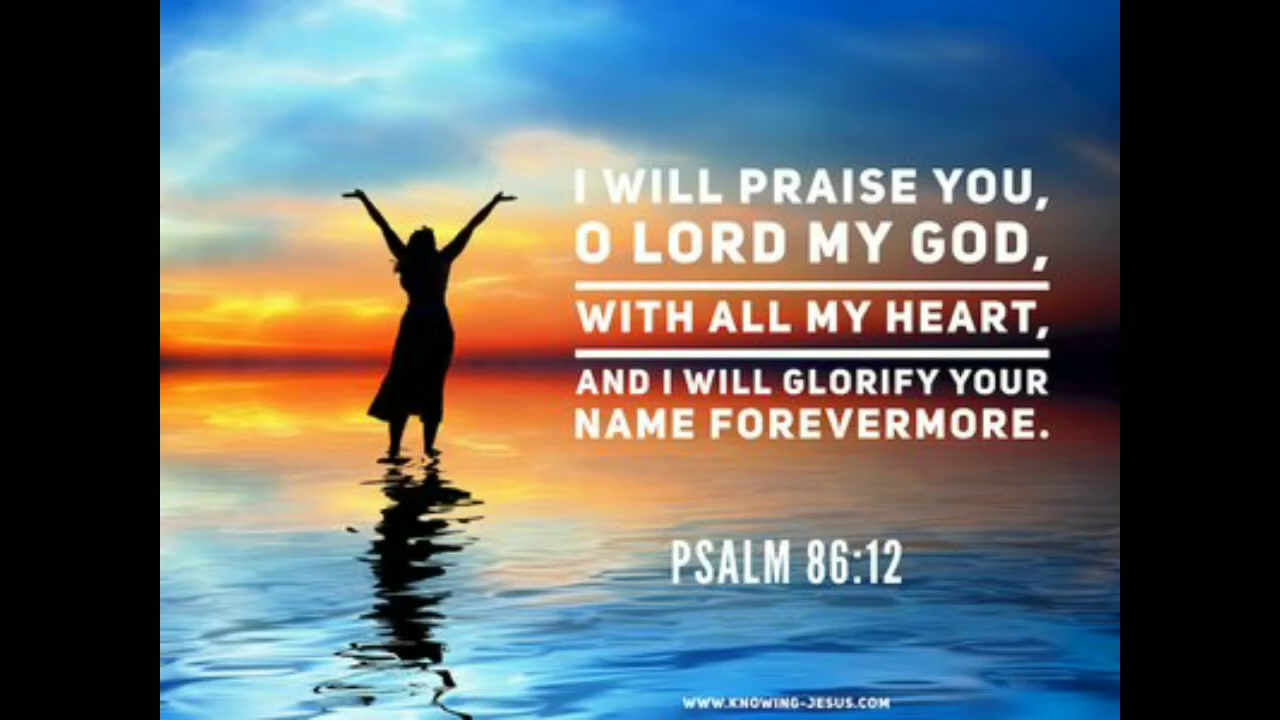 I WILL PRAISE YOU,
O LORD MY GOD,
WITH ALL MY HEART,
AND I WILL GLORIFY YOUR
NAME FOREVERMORE.
PSALM 86:12
WWW.KNOWING-JESUS.COM